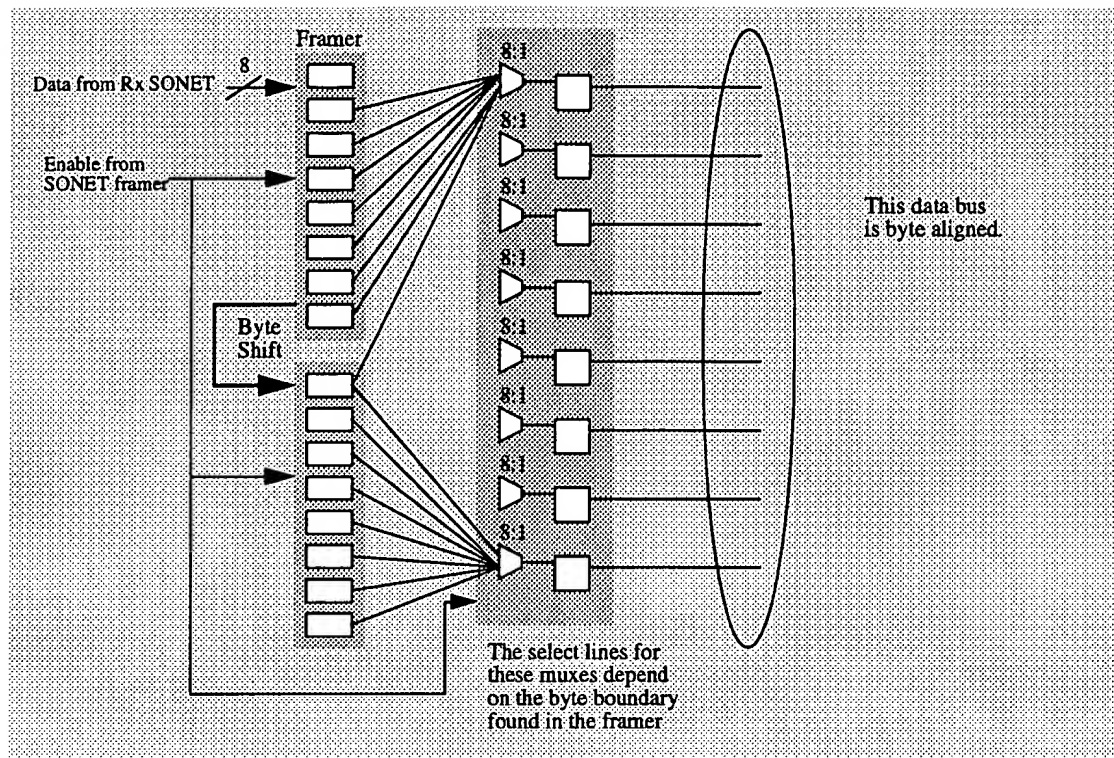 Framer
8:1
8
Data from Rx SONET
8:1
Enable from
SONET framer
8:1
This data bus
is byte aligned.
8:1
Byte
Shift
8:1
8:1
8:1
8:1
The select lines for
these muxes depend
on the byte boundary
found in the framer